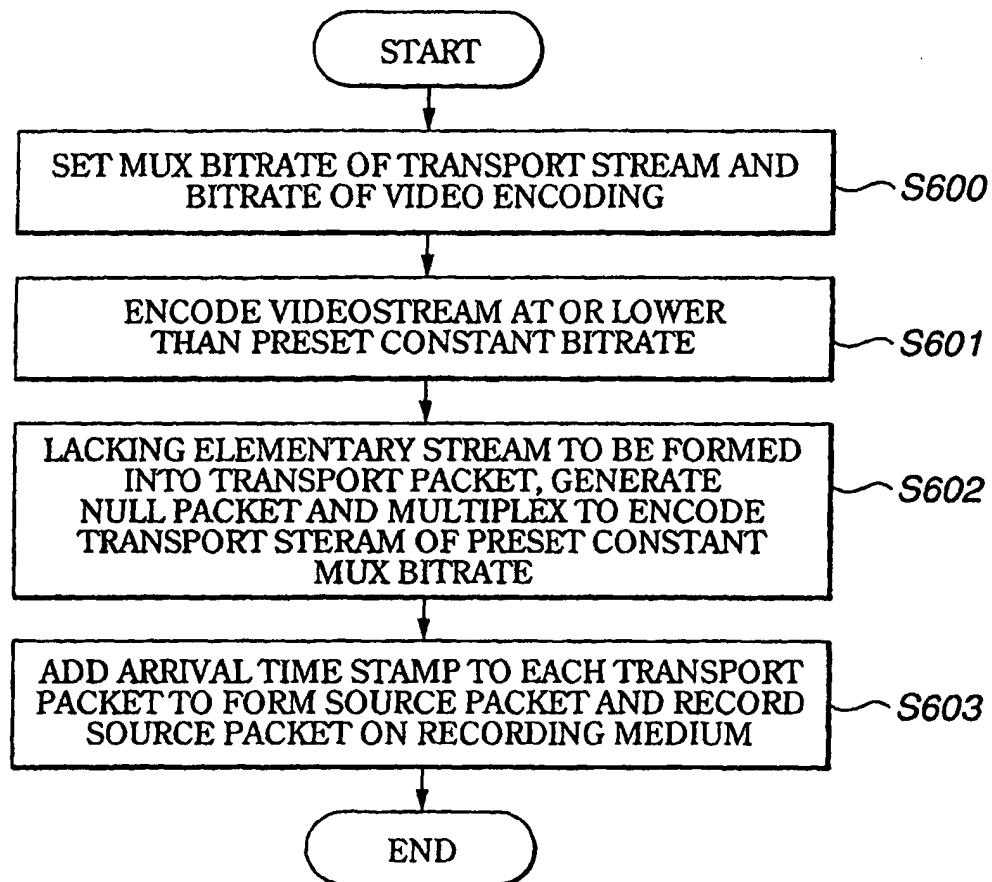 START
SET MUX BITRATE OF TRANSPORT STREAM AND
BITRATE OF VIDEO ENCODING
S600
ENCODE VIDEOSTREAM AT OR LOWER
THAN PRESET CONSTANT BITRATE
S601
LACKING ELEMENTARY STREAM TO BE FORMED
INTO TRANSPORT PACKET, GENERATE
NULL PACKET AND MULTIPLEX TO ENCODE
TRANSPORT STERAM OF PRESET CONSTANT
MUX BITRATE
S602
ADD ARRIVAL TIME STAMP TO EACH TRANSPORT
PACKET TO FORM SOURCE PACKET AND RECORD
SOURCE PACKET ON RECORDING MEDIUM
S603
END